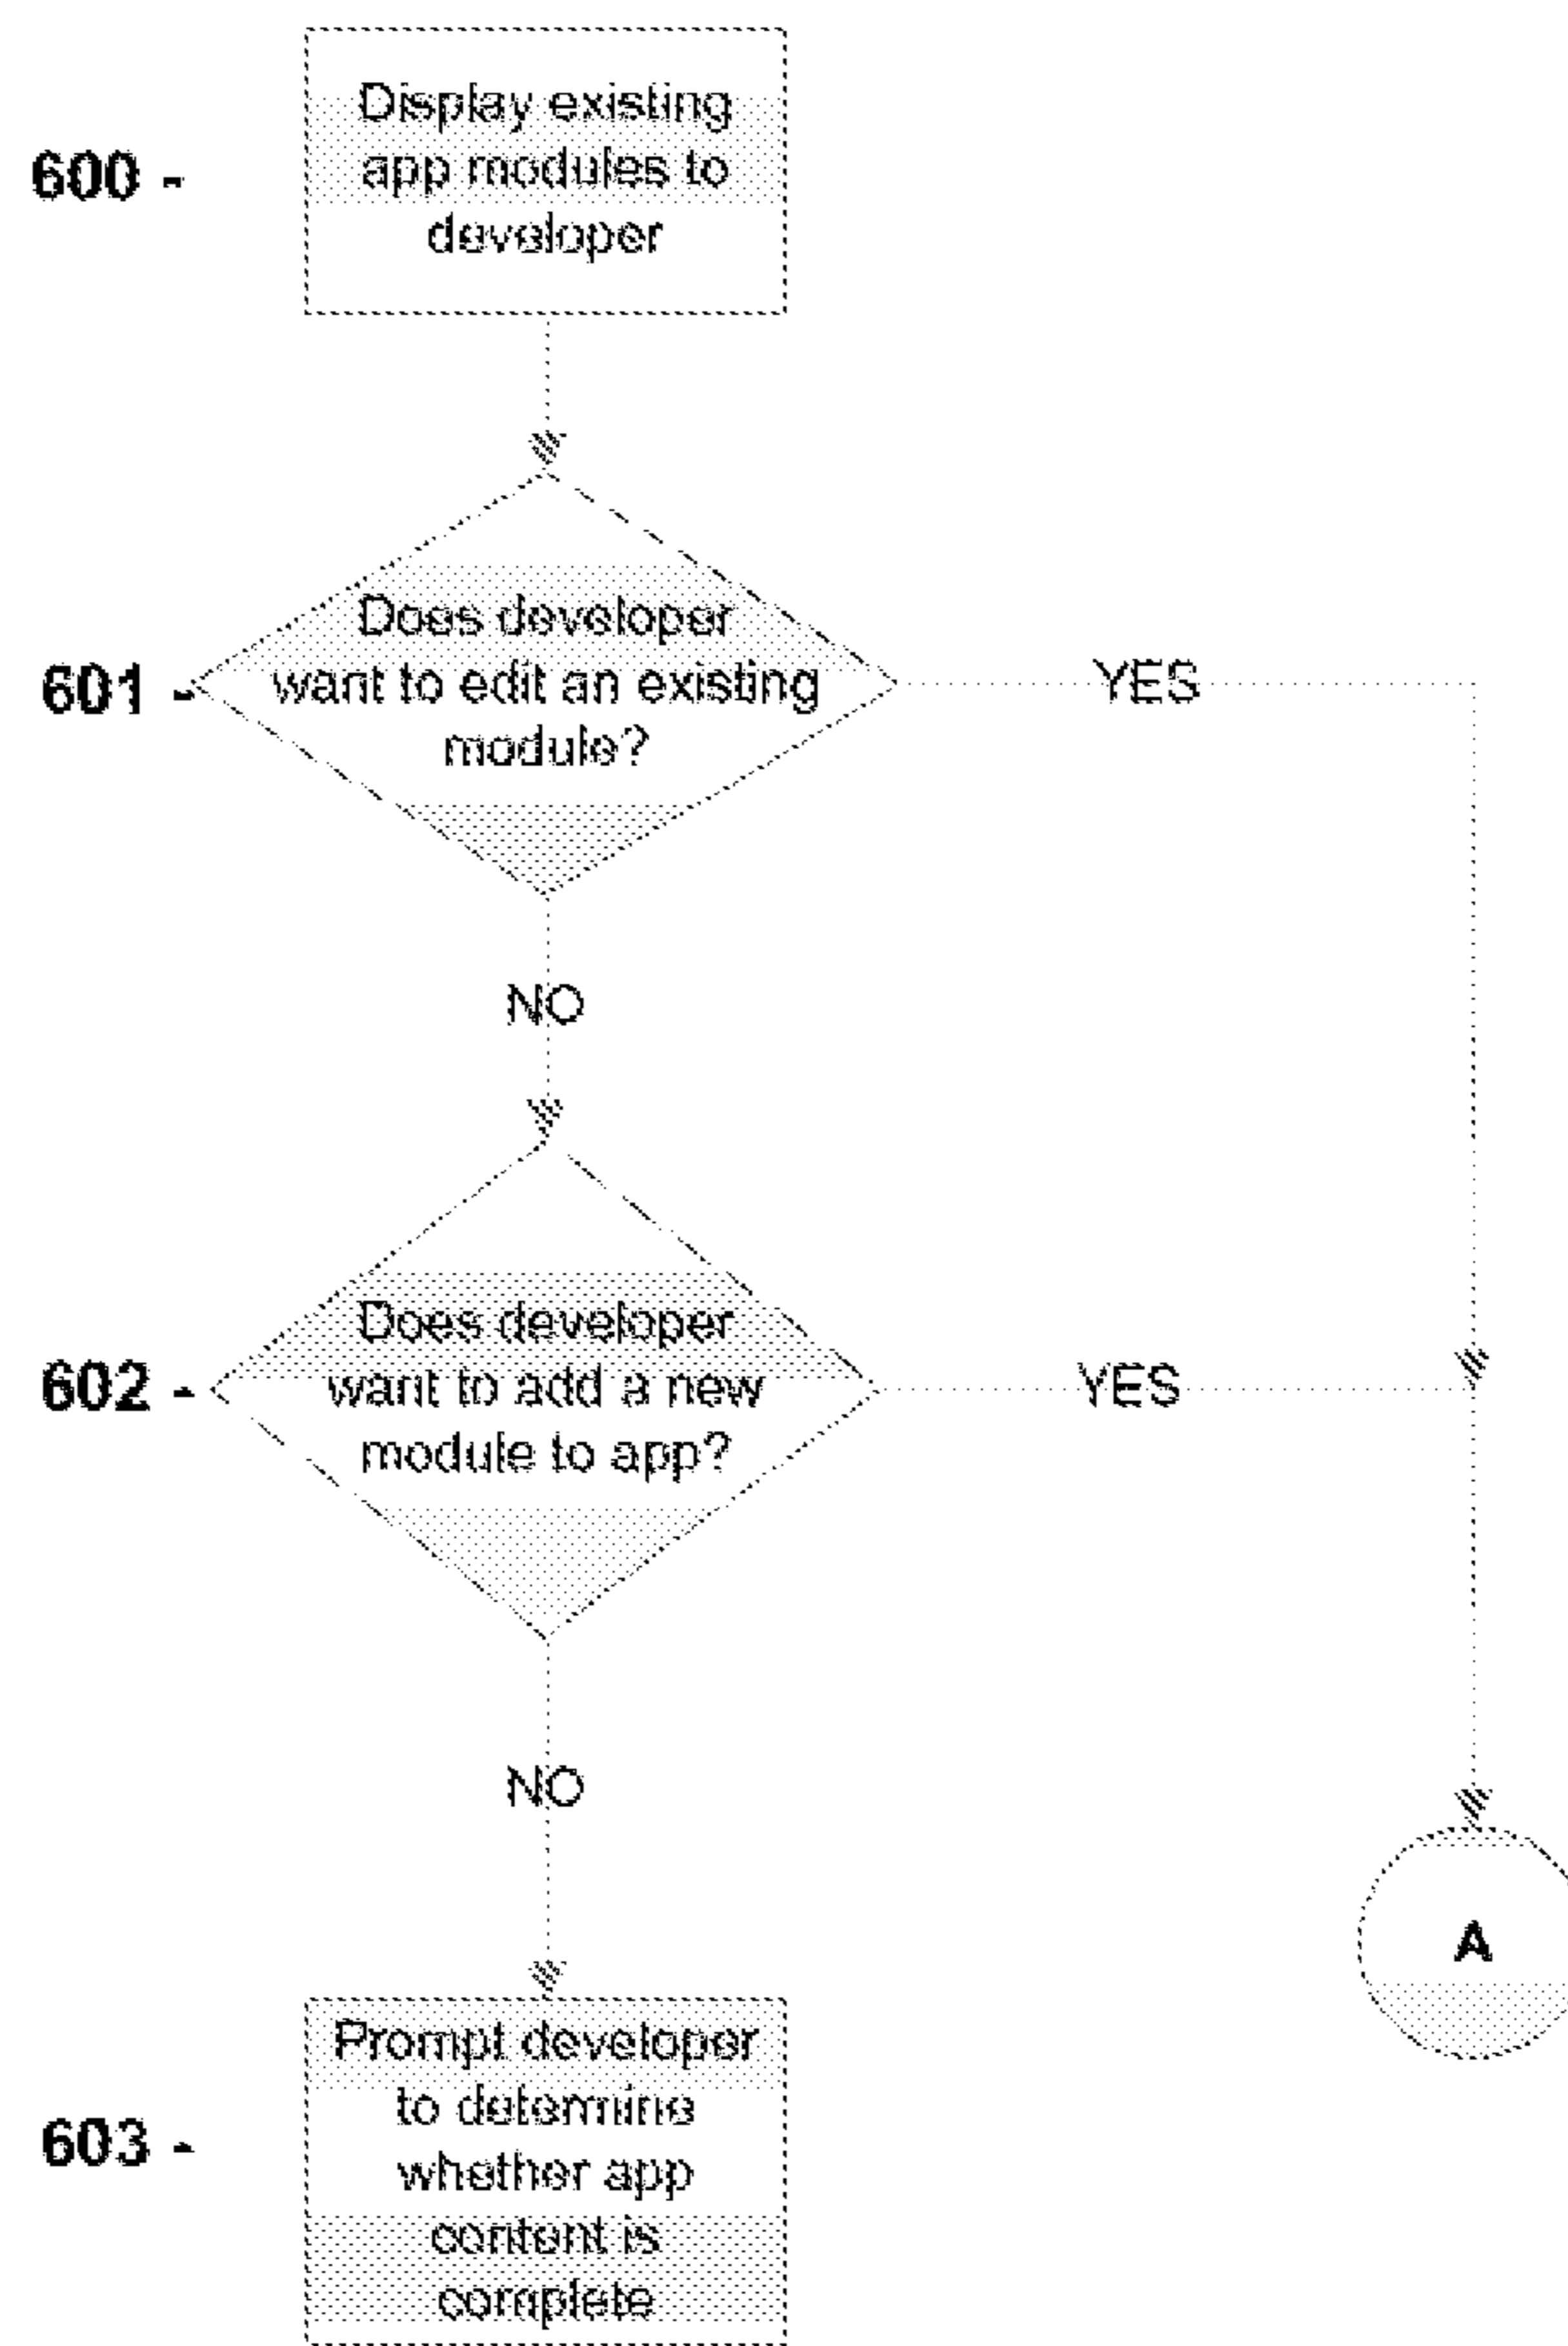 600 -
Display existing
app modules to
developer
601 -
Does developer
want to edit an existing
module?
YES
NO
602 -
Does developer
want to add a new
module to app?
YES
NO
A
603 -
Prompt developer
to determine
whether app
content is
complete